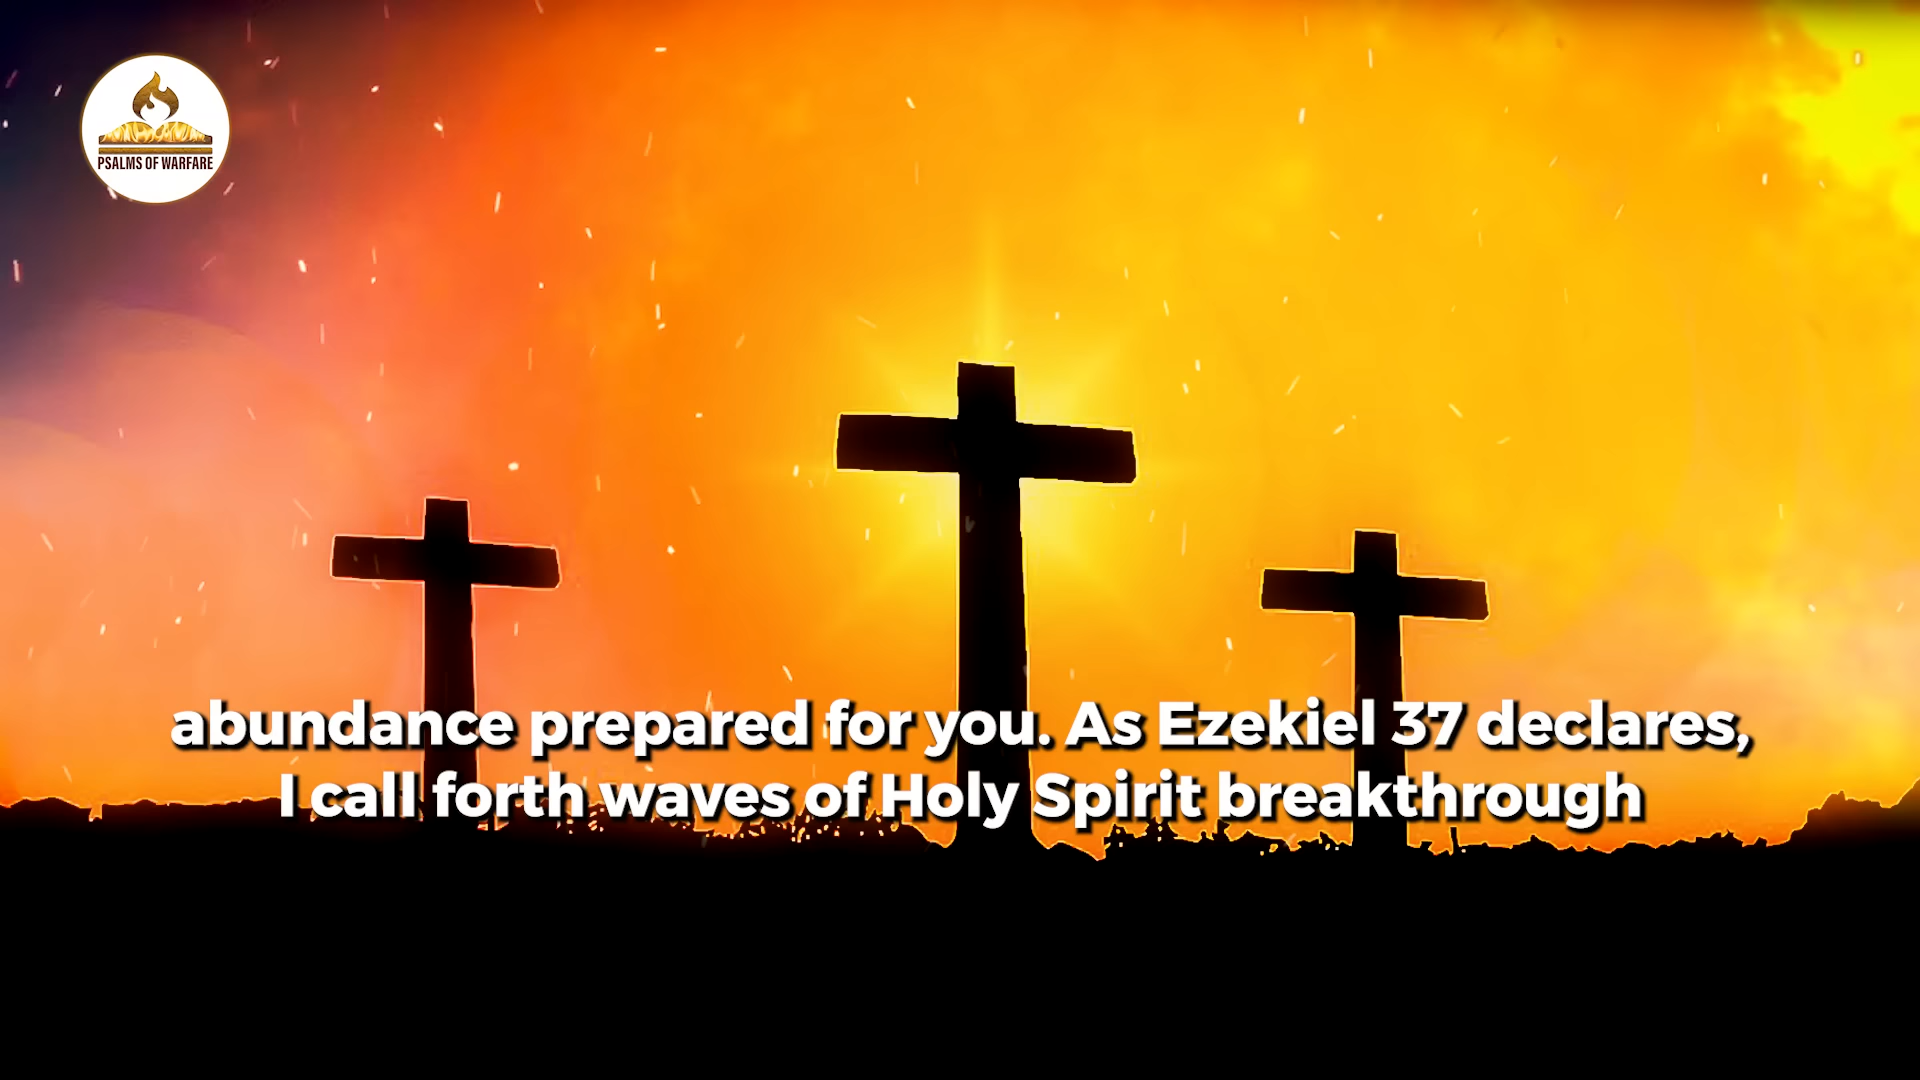 PSALMS OF WARFARE
abundance prepared for you. As Ezekiel 37 declares,
I call forth waves of Holy Spirit breakthrough